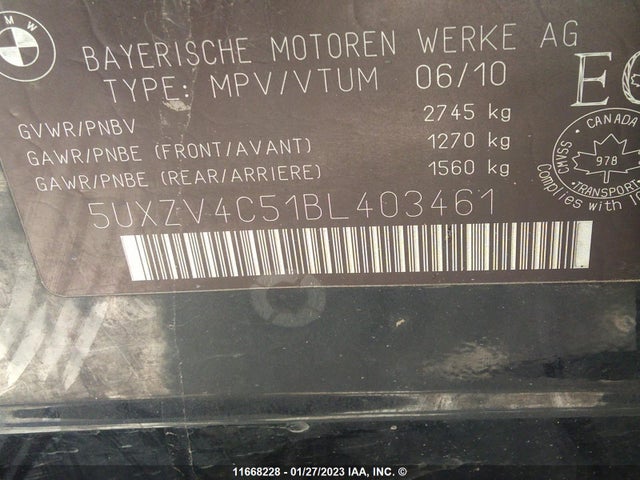 BMW
BAYERISCHE MOTOREN WERKE AG
TYPE: MPV/VTUM 06/10
GVWR/PNBV 2745 kg
GAWR/PNBE (FRONT/AVANT) 1270 kg
GAWR/PNBE (REAR/ARRIERE) 1560 kg
CANADA
CMVSS
978
TRANSPORT
Complies with
5UXZV4C51BL403461
11668228 - 01/27/2023 IAA, INC. ©